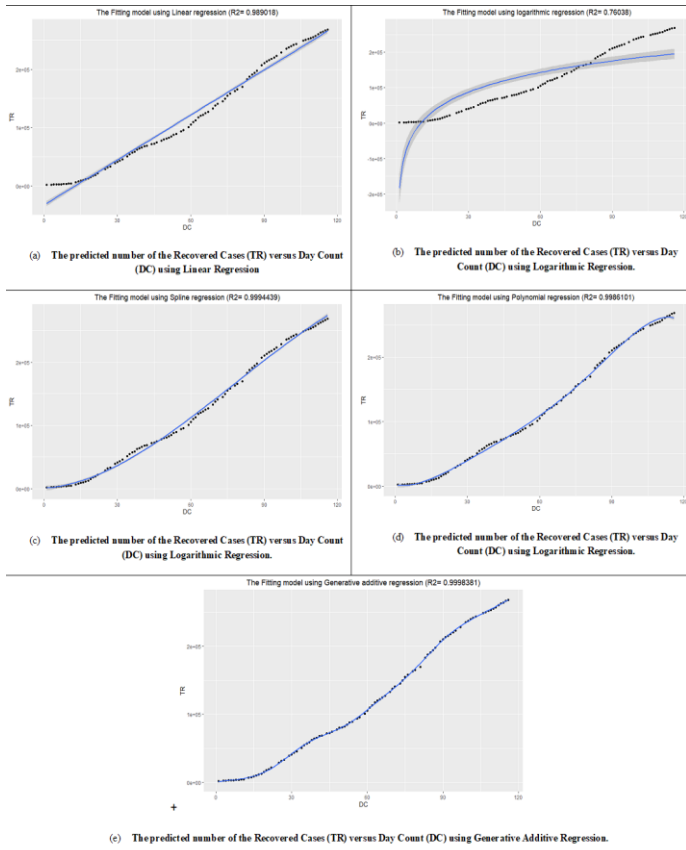 The Fitting model using Linear regression (R2= 0.989018)
2e+05
1e+05
0e+00
TR
0
30
60
90
120
DC
(a) The predicted number of the Recovered Cases (TR) versus Day Count
(DC) using Linear Regression
The Fitting model using logarithmic regression (R2= 0.76038)
2e+05
1e+05
0e+00
-1e+05
-2e+05
TR
0
30
60
90
120
DC
(b) The predicted number of the Recovered Cases (TR) versus Day
Count (DC) using Logarithmic Regression.
The Fitting model using Spline regression (R2= 0.9994439)
2e+05
1e+05
0e+00
TR
0
30
60
90
120
DC
(c) The predicted number of the Recovered Cases (TR) versus Day Count
(DC) using Logarithmic Regression.
The Fitting model using Polynomial regression (R2= 0.9986101)
2e+05
1e+05
0e+00
TR
0
30
60
90
120
DC
(d) The predicted number of the Recovered Cases (TR) versus Day
Count (DC) using Logarithmic Regression.
The Fitting model using Generative additive regression (R2= 0.9998381)
2e+05
1e+05
0e+00
TR
0
30
60
90
120
DC
+
(e) The predicted number of the Recovered Cases (TR) versus Day Count (DC) using Generative Additive Regression.